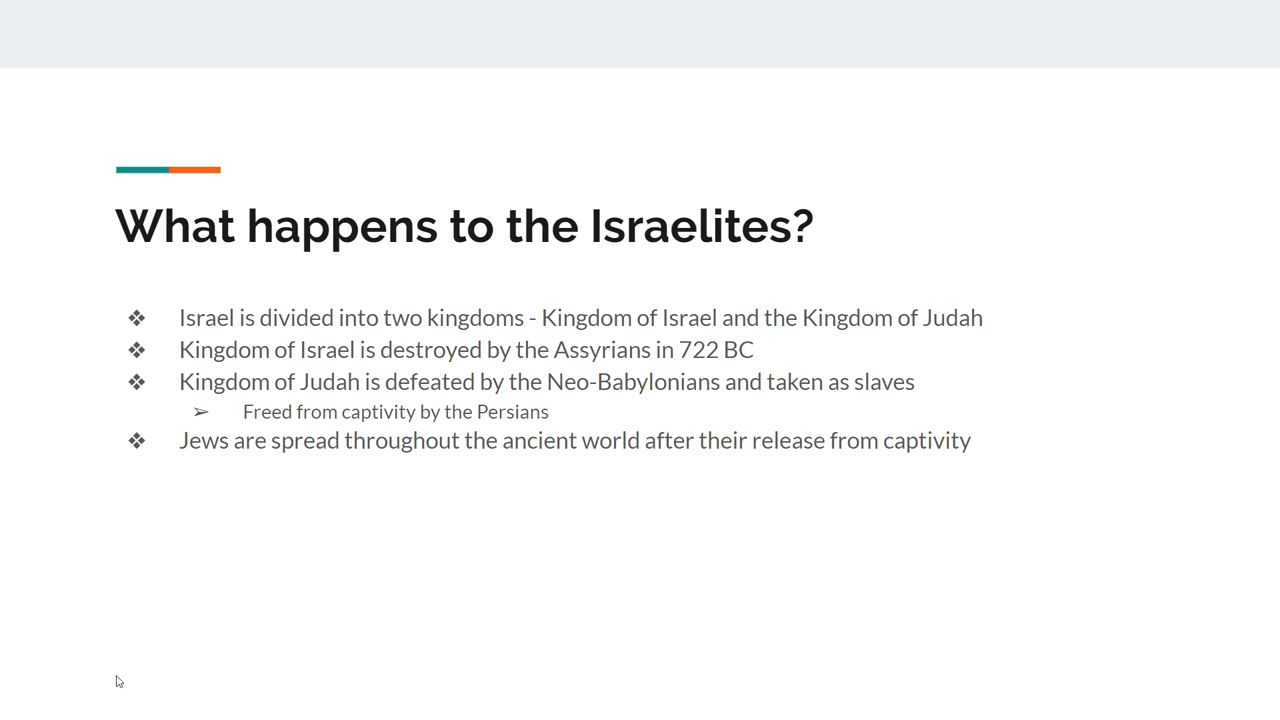 What happens to the Israelites?
❖ Israel is divided into two kingdoms - Kingdom of Israel and the Kingdom of Judah
❖ Kingdom of Israel is destroyed by the Assyrians in 722 BC
❖ Kingdom of Judah is defeated by the Neo-Babylonians and taken as slaves
➢ Freed from captivity by the Persians
❖ Jews are spread throughout the ancient world after their release from captivity